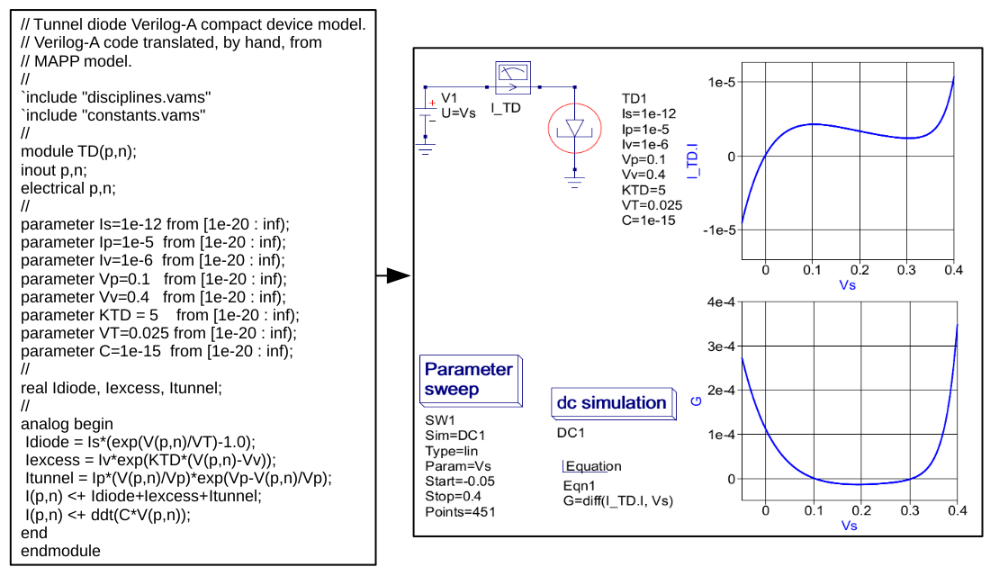 // Tunnel diode Verilog-A compact device model.
// Verilog-A code translated, by hand, from
// MAPP model.
//
`include "disciplines.vams"
`include "constants.vams"
//
module TD(p,n);
inout p,n;
electrical p,n;
//
parameter Is=1e-12 from [1e-20 : inf);
parameter Ip=1e-5 from [1e-20 : inf);
parameter Iv=1e-6 from [1e-20 : inf);
parameter Vp=0.1 from [1e-20 : inf);
parameter Vv=0.4 from [1e-20 : inf);
parameter KTD = 5 from [1e-20 : inf);
parameter VT=0.025 from [1e-20 : inf);
parameter C=1e-15 from [1e-20 : inf);
//
real Idiode, Iexcess, Itunnel;
//
analog begin
Idiode = Is*(exp(V(p,n)/VT)-1.0);
Iexcess = Iv*exp(KTD*(V(p,n)-Vv));
Itunnel = Ip*(V(p,n)/Vp)*exp(Vp-V(p,n)/Vp);
I(p,n) <+ Idiode+Iexcess+Itunnel;
I(p,n) <+ ddt(C*V(p,n));
end
endmodule
+
−
V1
U=Vs
I_TD
TD1
Is=1e-12
Ip=1e-5
Iv=1e-6
Vp=0.1
Vv=0.4
KTD=5
VT=0.025
C=1e-15
I_TD.I
1e-5
0
-1e-5
0 0.1 0.2 0.3 0.4
Vs
Parameter
sweep
SW1
Sim=DC1
Type=lin
Param=Vs
Start=-0.05
Stop=0.4
Points=451
dc simulation
DC1
Equation
Eqn1
G=diff(I_TD.I, Vs)
G
4e-4
3e-4
2e-4
1e-4
0
0 0.1 0.2 0.3 0.4
Vs